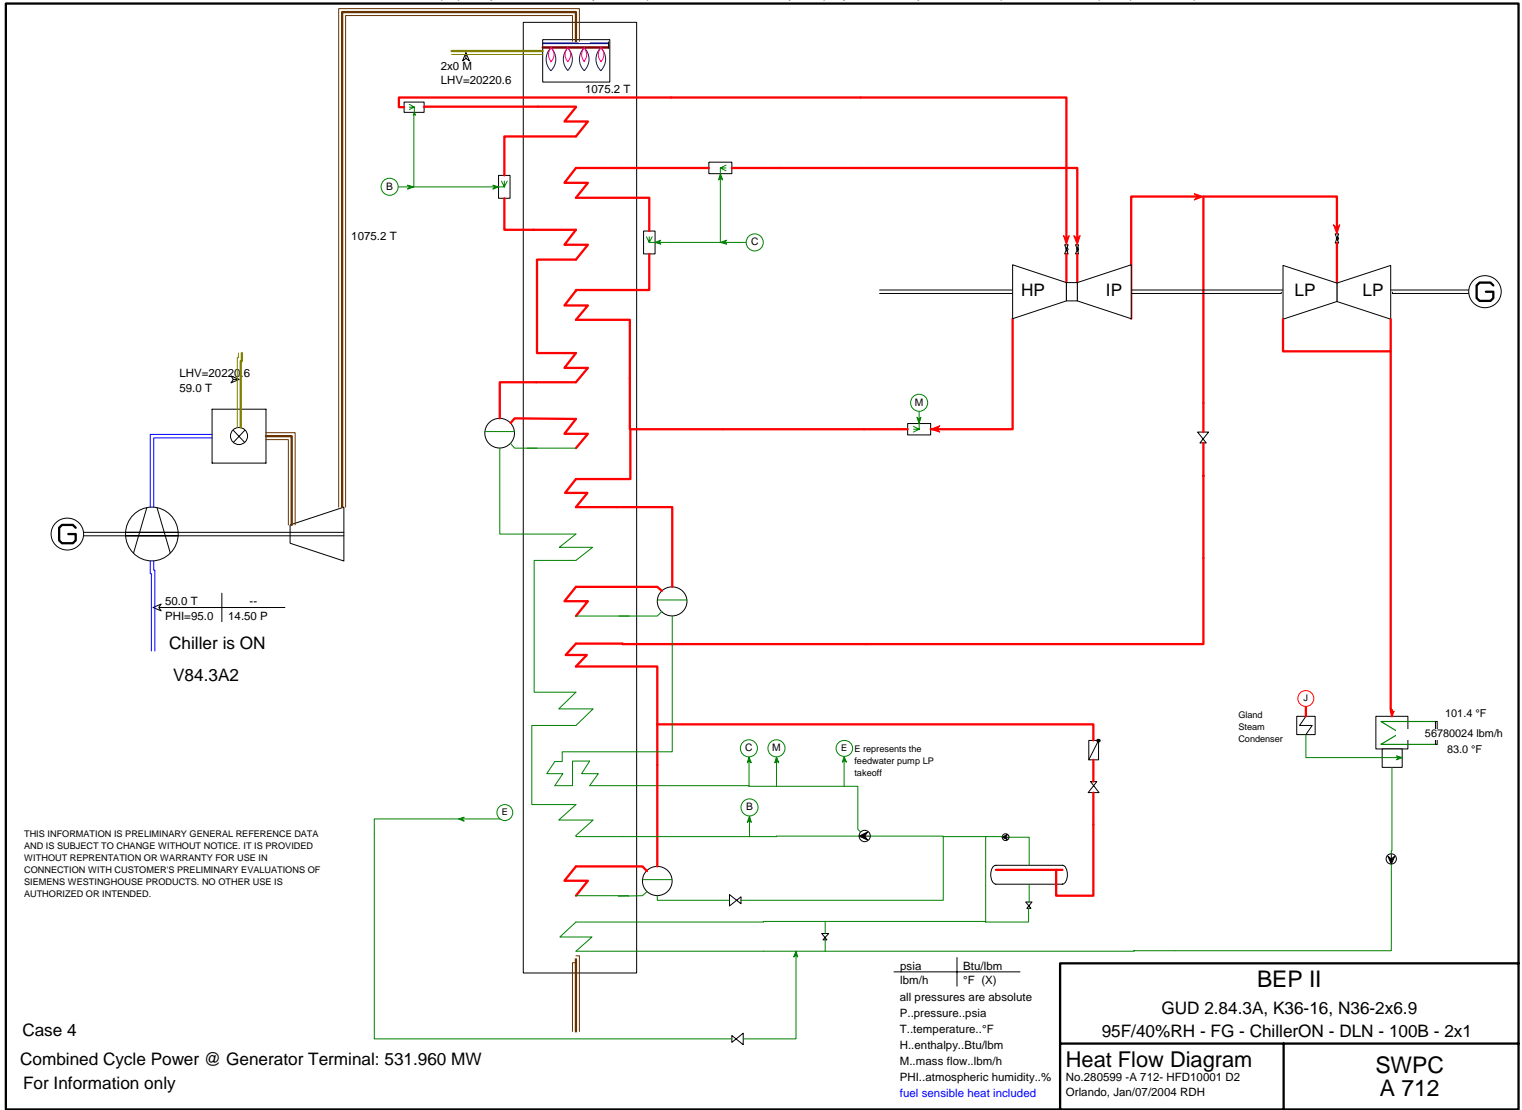 2x0 M
LHV=20220.6
1075.2 T
B
1075.2 T
C
HP
IP
LP
LP
G
LHV=20220.6
59.0 T
M
G
50.0 T
--
PHI=95.0
14.50 P
Chiller is ON
V84.3A2
J
Gland
Steam
Condenser
101.4 °F
56780024 lbm/h
83.0 °F
C
M
E
E represents the
feedwater pump LP
takeoff
B
E
THIS INFORMATION IS PRELIMINARY GENERAL REFERENCE DATA
AND IS SUBJECT TO CHANGE WITHOUT NOTICE. IT IS PROVIDED
WITHOUT REPRENTATION OR WARRANTY FOR USE IN
CONNECTION WITH CUSTOMER'S PRELIMINARY EVALUATIONS OF
SIEMENS WESTINGHOUSE PRODUCTS. NO OTHER USE IS
AUTHORIZED OR INTENDED.
psia
Btu/lbm
lbm/h
°F (X)
all pressures are absolute
P..pressure..psia
T..temperature..°F
H..enthalpy..Btu/lbm
M..mass flow..lbm/h
PHI..atmospheric humidity..%
fuel sensible heat included
Case 4
Combined Cycle Power @ Generator Terminal: 531.960 MW
For Information only
BEP II
GUD 2.84.3A, K36-16, N36-2x6.9
95F/40%RH - FG - ChillerON - DLN - 100B - 2x1
Heat Flow Diagram
No.280599 -A 712- HFD10001 D2
Orlando, Jan/07/2004 RDH
SWPC
A 712